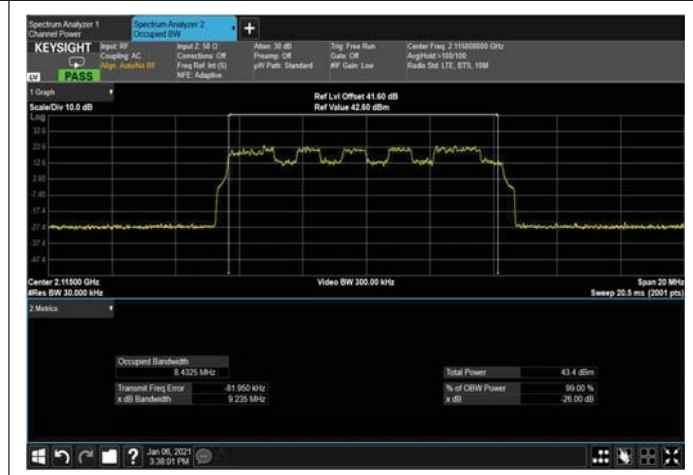 Spectrum Analyzer 1
Channel Power
Spectrum Analyzer 2
Occupied BW
+
KEYSIGHT
Input: RF
Coupling: AC
Align: Auto/No RF
Input Z: 50 Ω
Corrections: Off
Freq Ref: Int (S)
NFE: Adaptive
Atten: 30 dB
Preamp: Off
µW Path: Standard
Trig: Free Run
Gate: Off
#IF Gain: Low
Center Freq: 2.115000000 GHz
Avg|Hold:>100/100
Radio Std: LTE, BTS, 10M
PASS
1 Graph
Scale/Div 10.0 dB
Ref Lvl Offset 41.60 dB
Ref Value 42.60 dBm
Log
32.6
22.6
12.6
2.60
-7.40
-17.4
-27.4
-37.4
-47.4
Center 2.11500 GHz
#Res BW 30.000 kHz
Video BW 300.00 kHz
Span 20 MHz
Sweep 20.5 ms (2001 pts)
2 Metrics
Occupied Bandwidth
8.4325 MHz
Transmit Freq Error -81.950 kHz
x dB Bandwidth 9.235 MHz
Total Power 43.4 dBm
% of OBW Power 99.00 %
x dB -26.00 dB
?
Jan 06, 2021
3:38:01 PM